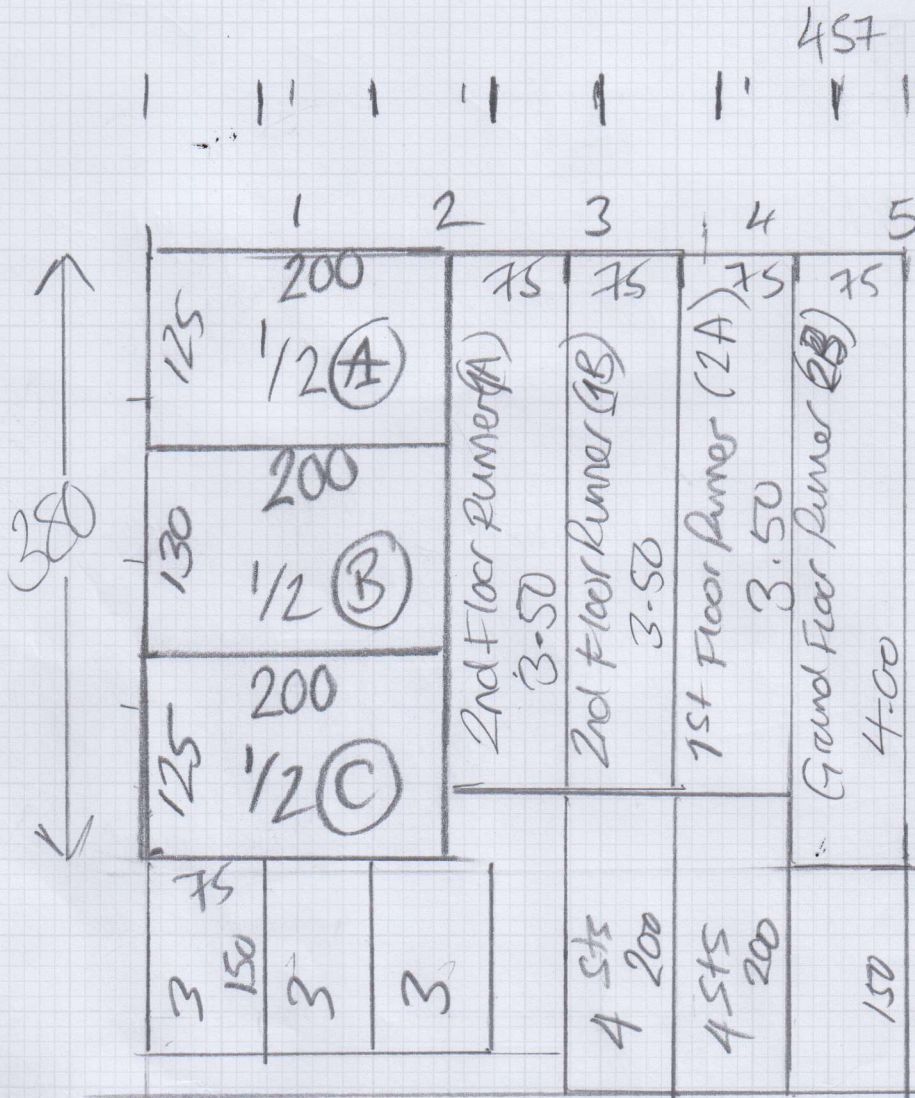 457
1 2 3 4 5
380
125
200
1/2 A
130
200
1/2 B
125
200
1/2 C
75
2nd Floor Runner (1A)
3-50
75
2nd Floor Runner (1B)
3-50
75
1st Floor Runner (2A)
3.50
75
Ground Floor Runner (2B)
4-00
75
3
150
3
3
4 Sts
200
4 Sts
200
150